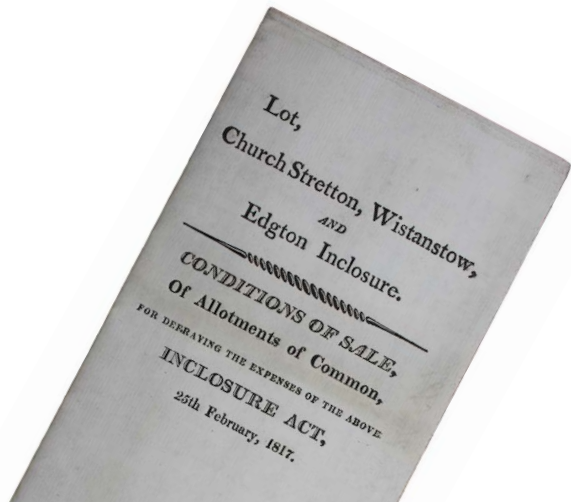 Lot,
Church Stretton, Wistanstow,
AND
Edgton Inclosure.
CONDITIONS OF SALE,
Of Allotments of Common,
FOR DEFRAYING THE EXPENSES OF THE ABOVE
INCLOSURE ACT,
25th February, 1817.